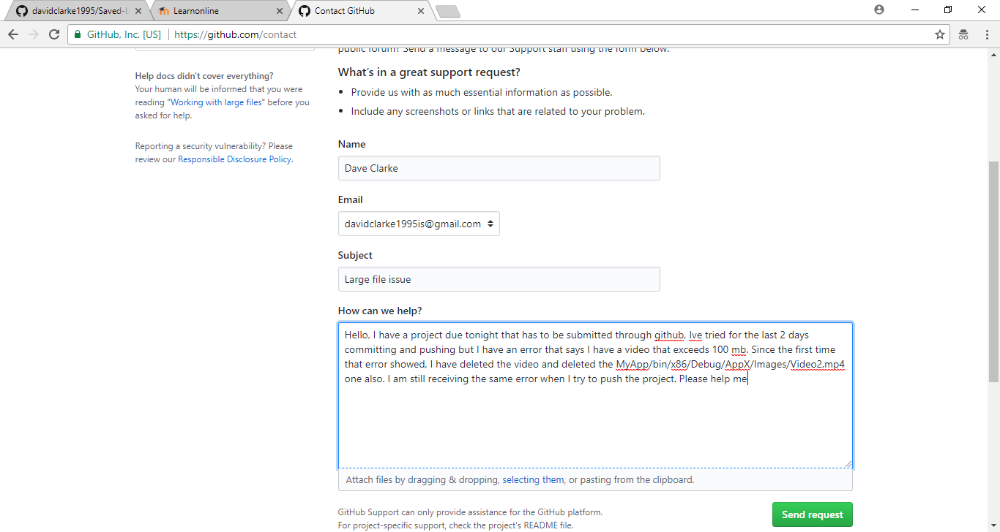 davidclarke1995/Saved-b
Learnonline
Contact GitHub
GitHub, Inc. [US]
https://github.com/contact
public forum? Send a message to our Support staff using the form below.
Help docs didn't cover everything?
Your human will be informed that you were
reading "Working with large files" before you
asked for help.
Reporting a security vulnerability? Please
review our Responsible Disclosure Policy.
What's in a great support request?
• Provide us with as much essential information as possible.
• Include any screenshots or links that are related to your problem.
Name
Dave Clarke
Email
davidclarke1995is@gmail.com
Subject
Large file issue
How can we help?
Hello, I have a project due tonight that has to be submitted through github, Ive tried for the last 2 days
committing and pushing but I have an error that says I have a video that exceeds 100 mb. Since the first time
that error showed, I have deleted the video and deleted the MyApp/bin/x86/Debug/AppX/Images/Video2.mp4
one also. I am still receiving the same error when I try to push the project. Please help me
Attach files by dragging & dropping, selecting them, or pasting from the clipboard.
GitHub Support can only provide assistance for the GitHub platform.
For project-specific support, check the project's README file.
Send request